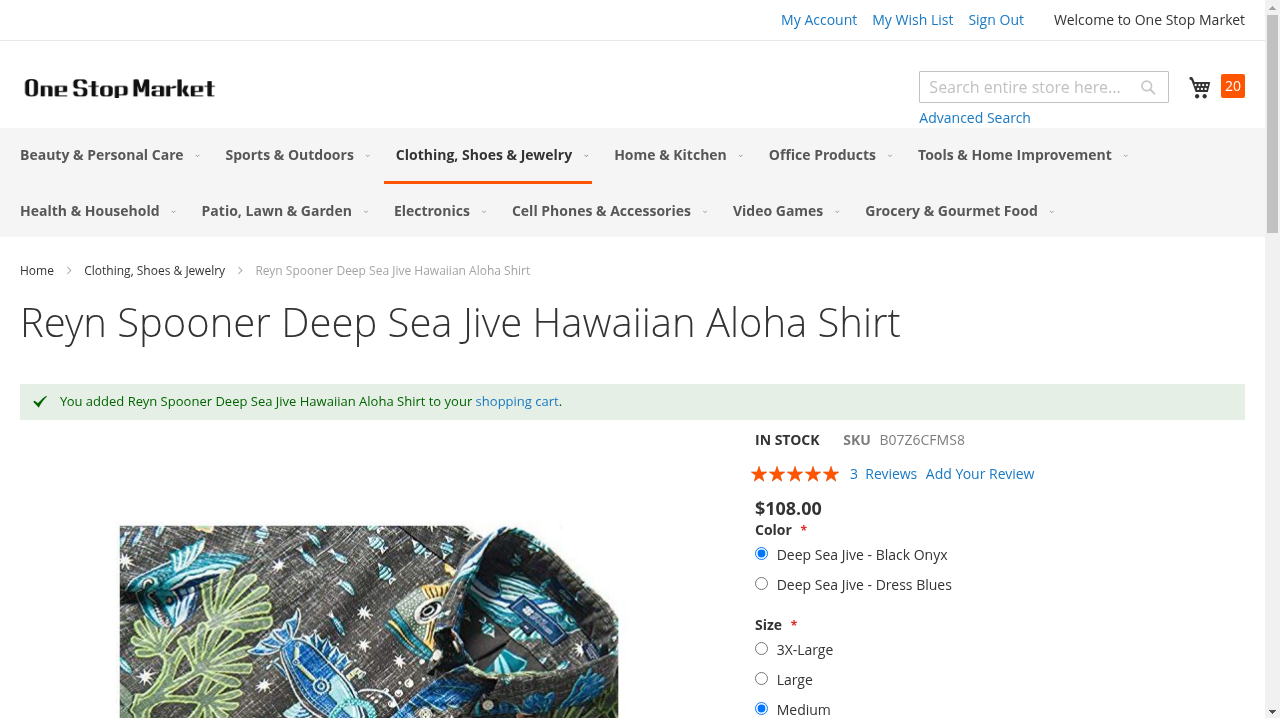 My Account My Wish List Sign Out Welcome to One Stop Market
One Stop Market
Search entire store here...
20
Advanced Search
Beauty & Personal Care Sports & Outdoors Clothing, Shoes & Jewelry Home & Kitchen Office Products Tools & Home Improvement
Health & Household Patio, Lawn & Garden Electronics Cell Phones & Accessories Video Games Grocery & Gourmet Food
Home Clothing, Shoes & Jewelry Reyn Spooner Deep Sea Jive Hawaiian Aloha Shirt
Reyn Spooner Deep Sea Jive Hawaiian Aloha Shirt
You added Reyn Spooner Deep Sea Jive Hawaiian Aloha Shirt to your shopping cart.
IN STOCK SKU B07Z6CFMS8
3 Reviews Add Your Review
$108.00
Color *
Deep Sea Jive - Black Onyx
Deep Sea Jive - Dress Blues
Size *
3X-Large
Large
Medium